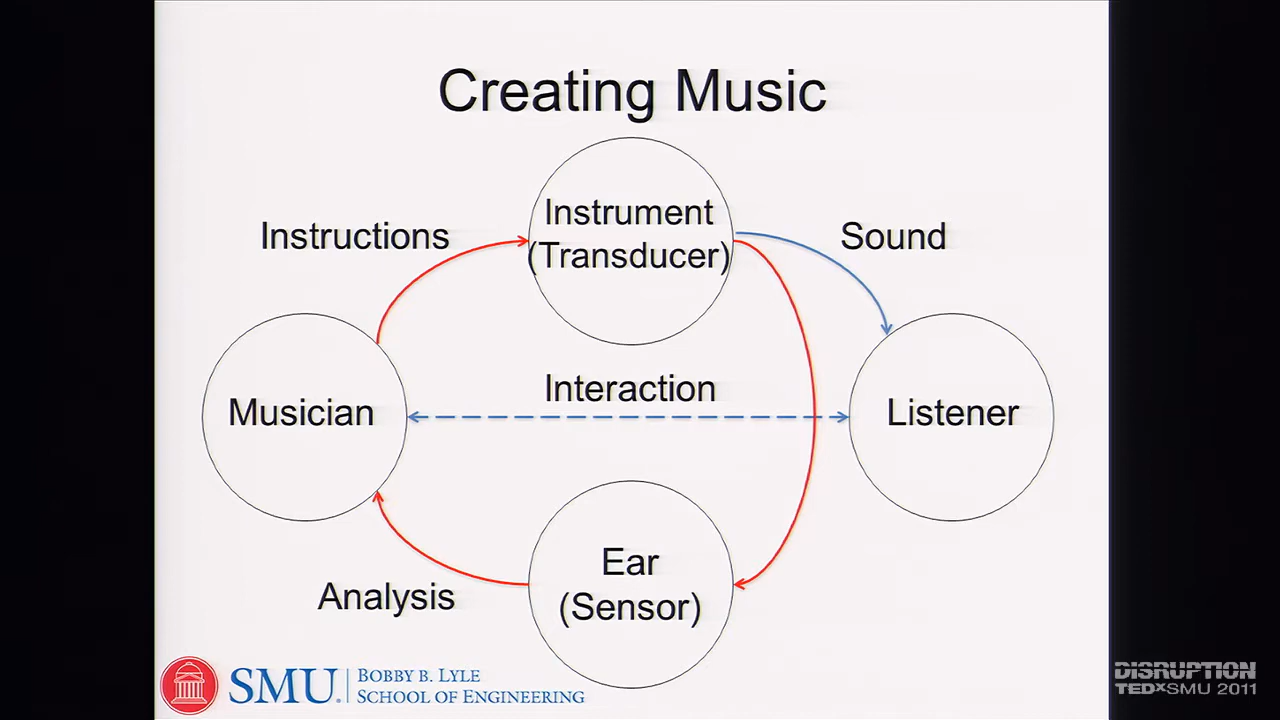 Creating Music
Instructions
Instrument
(Transducer)
Sound
Interaction
Musician
Listener
Ear
(Sensor)
Analysis
SMU.
BOBBY B. LYLE
SCHOOL OF ENGINEERING
DISRUPTION
TEDxSMU 2011